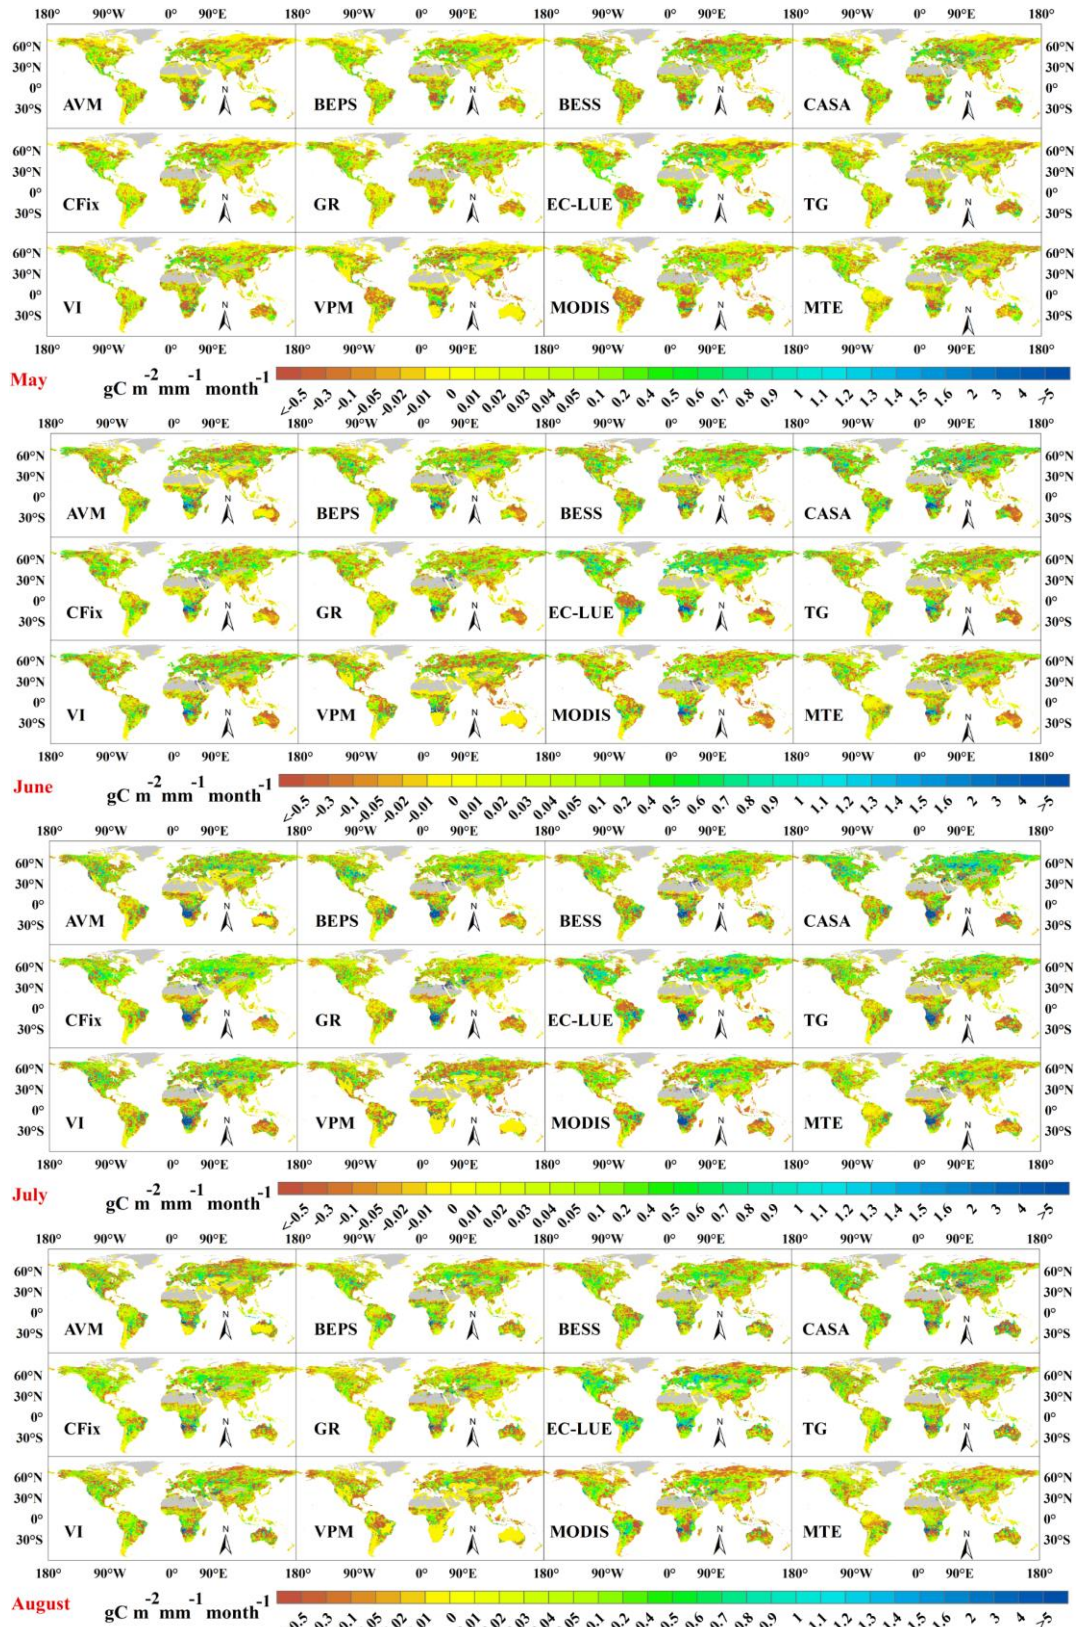 180° 90°W 0° 90°E 180° 90°W 0° 90°E 180° 90°W 0° 90°E 180° 90°W 0° 90°E 180°
60°N 60°N
30°N 30°N
0° N N N N 0°
30°S AVM BEPS BESS CASA 30°S
60°N 60°N
30°N 30°N
0° N N N N 0°
30°S CFix GR EC-LUE TG 30°S
60°N 60°N
30°N 30°N
0° N N N N 0°
30°S VI VPM MODIS MTE 30°S
180° 90°W 0° 90°E 180° 90°W 0° 90°E 180° 90°W 0° 90°E 180° 90°W 0° 90°E 180°
May gC m-2 mm-1 month-1
<-0.5 -0.3 -0.1 -0.05 -0.02 -0.01 0 0.01 0.02 0.03 0.04 0.05 0.1 0.2 0.4 0.5 0.6 0.7 0.8 0.9 1 1.1 1.2 1.3 1.4 1.6 2 3 4 >5
180° 90°W 0° 90°E 180° 90°W 0° 90°E 180° 90°W 0° 90°E 180° 90°W 0° 90°E 180°
60°N 60°N
30°N 30°N
0° N N N N 0°
30°S AVM BEPS BESS CASA 30°S
60°N 60°N
30°N 30°N
0° N N N N 0°
30°S CFix GR EC-LUE TG 30°S
60°N 60°N
30°N 30°N
0° N N N N 0°
30°S VI VPM MODIS MTE 30°S
180° 90°W 0° 90°E 180° 90°W 0° 90°E 180° 90°W 0° 90°E 180° 90°W 0° 90°E 180°
June gC m-2 mm-1 month-1
<-0.5 -0.3 -0.1 -0.05 -0.02 -0.01 0 0.01 0.02 0.03 0.04 0.05 0.1 0.2 0.4 0.5 0.6 0.7 0.8 0.9 1 1.1 1.2 1.3 1.4 1.6 2 3 4 >5
180° 90°W 0° 90°E 180° 90°W 0° 90°E 180° 90°W 0° 90°E 180° 90°W 0° 90°E 180°
60°N 60°N
30°N 30°N
0° N N N N 0°
30°S AVM BEPS BESS CASA 30°S
60°N 60°N
30°N 30°N
0° N N N N 0°
30°S CFix GR EC-LUE TG 30°S
60°N 60°N
30°N 30°N
0° N N N N 0°
30°S VI VPM MODIS MTE 30°S
180° 90°W 0° 90°E 180° 90°W 0° 90°E 180° 90°W 0° 90°E 180° 90°W 0° 90°E 180°
July gC m-2 mm-1 month-1
<-0.5 -0.3 -0.1 -0.05 -0.02 -0.01 0 0.01 0.02 0.03 0.04 0.05 0.1 0.2 0.4 0.5 0.6 0.7 0.8 0.9 1 1.1 1.2 1.3 1.4 1.6 2 3 4 >5
180° 90°W 0° 90°E 180° 90°W 0° 90°E 180° 90°W 0° 90°E 180° 90°W 0° 90°E 180°
60°N 60°N
30°N 30°N
0° N N N N 0°
30°S AVM BEPS BESS CASA 30°S
60°N 60°N
30°N 30°N
0° N N N N 0°
30°S CFix GR EC-LUE TG 30°S
60°N 60°N
30°N 30°N
0° N N N N 0°
30°S VI VPM MODIS MTE 30°S
180° 90°W 0° 90°E 180° 90°W 0° 90°E 180° 90°W 0° 90°E 180° 90°W 0° 90°E 180°
August gC m-2 mm-1 month-1